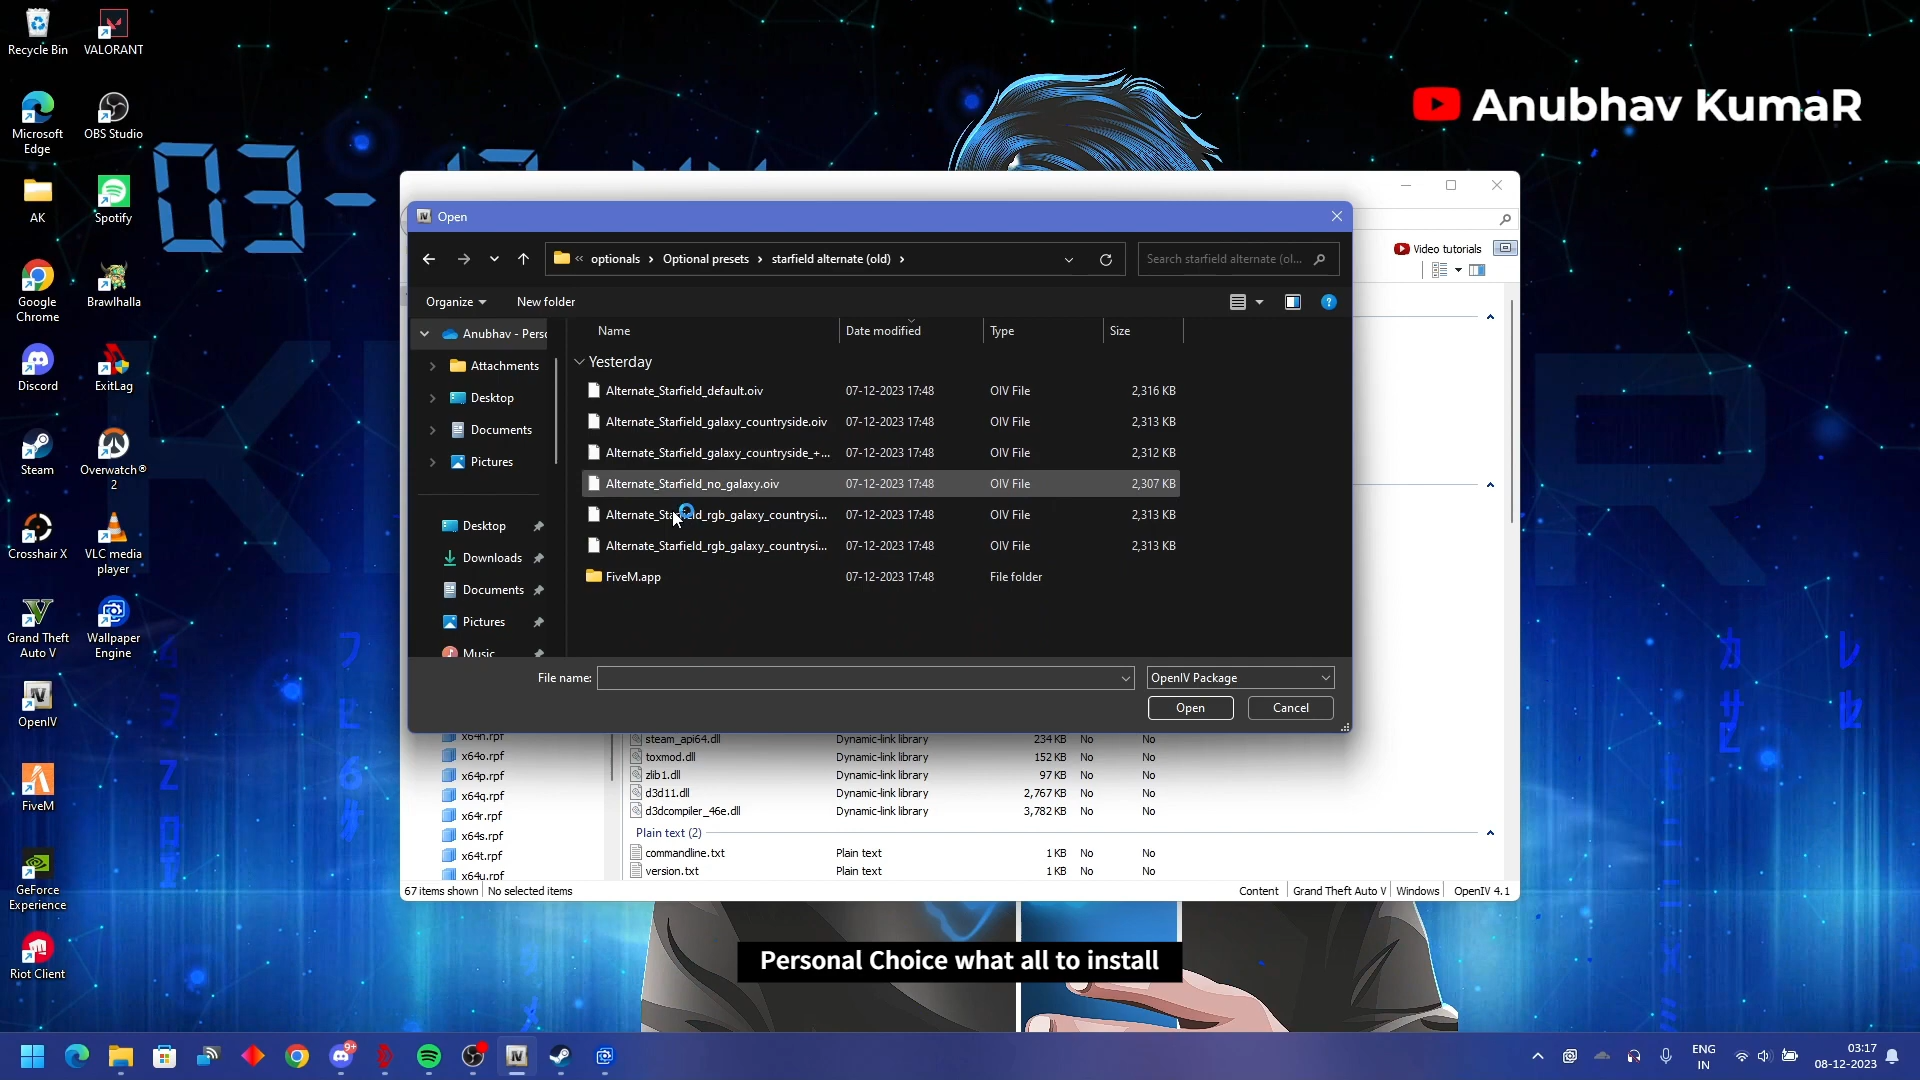 Recycle Bin
VALORANT
Microsoft
Edge
OBS Studio
AK
Spotify
Google
Chrome
Brawlhalla
Discord
ExitLag
Steam
Overwatch®
2
Crosshair X
VLC media
player
Grand Theft
Auto V
Wallpaper
Engine
OpenIV
FiveM
GeForce
Experience
Riot Client
03-
Anubhav KumaR
Open
optionals
Optional presets
starfield alternate (old)
Search starfield alternate (ol...
Organize
New folder
Video tutorials
Anubhav - Perso
Attachments
Desktop
Documents
Pictures
Desktop
Downloads
Documents
Pictures
Music
Name Date modified Type Size
Yesterday
Alternate_Starfield_default.oiv 07-12-2023 17:48 OIV File 2,316 KB
Alternate_Starfield_galaxy_countryside.oiv 07-12-2023 17:48 OIV File 2,313 KB
Alternate_Starfield_galaxy_countryside_+... 07-12-2023 17:48 OIV File 2,312 KB
Alternate_Starfield_no_galaxy.oiv 07-12-2023 17:48 OIV File 2,307 KB
Alternate_Starfield_rgb_galaxy_countrysi... 07-12-2023 17:48 OIV File 2,313 KB
Alternate_Starfield_rgb_galaxy_countrysi... 07-12-2023 17:48 OIV File 2,313 KB
FiveM.app 07-12-2023 17:48 File folder
File name:
OpenIV Package
Open
Cancel
x64n.rpf
x64o.rpf
x64p.rpf
x64q.rpf
x64r.rpf
x64s.rpf
x64t.rpf
x64u.rpf
steam_api64.dll Dynamic-link library 234 KB No No
toxmod.dll Dynamic-link library 152 KB No No
zlib1.dll Dynamic-link library 97 KB No No
d3d11.dll Dynamic-link library 2,767 KB No No
d3dcompiler_46e.dll Dynamic-link library 3,782 KB No No
Plain text (2)
commandline.txt Plain text 1 KB No No
version.txt Plain text 1 KB No No
67 items shown No selected items
Content Grand Theft Auto V Windows OpenIV 4.1
Personal Choice what all to install
9+
ENG
IN
03:17
08-12-2023